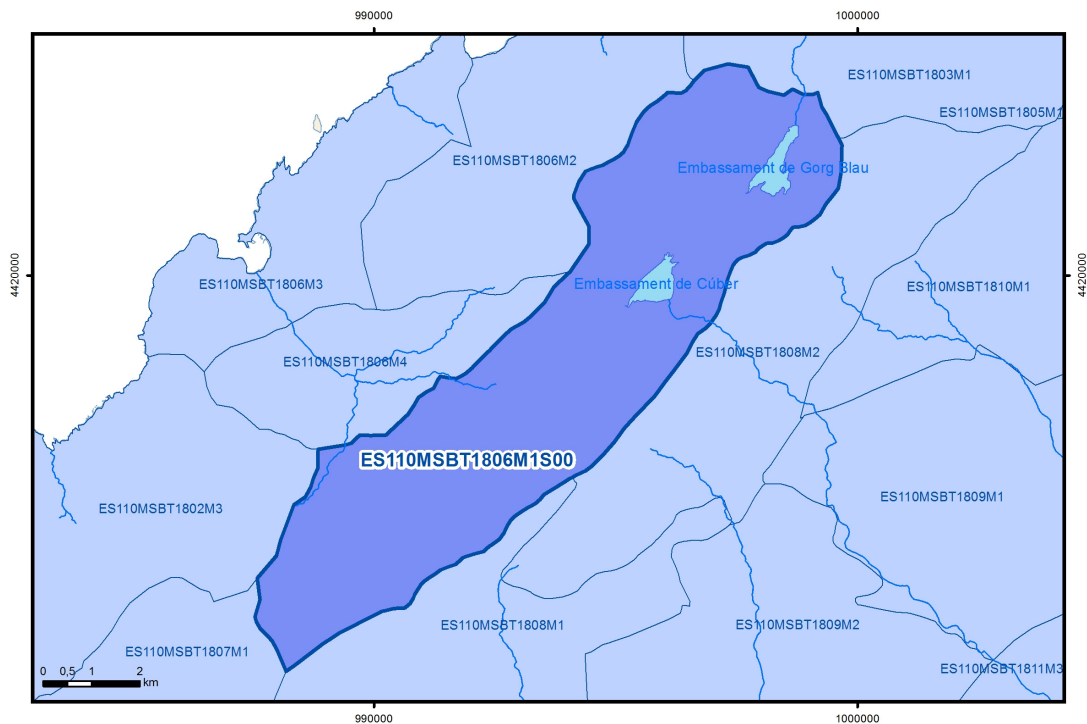 990000
1000000
ES110MSBT1803M1
ES110MSBT1805M1
ES110MSBT1806M2
Embassament de Gorg Blau
4420000
4420000
ES110MSBT1806M3
Embassament de Cúber
ES110MSBT1810M1
ES110MSBT1806M4
ES110MSBT1808M2
ES110MSBT1806M1S00
ES110MSBT1809M1
ES110MSBT1802M3
ES110MSBT1808M1
ES110MSBT1809M2
ES110MSBT1807M1
ES110MSBT1811M3
0 0,5 1 2
km
990000
1000000